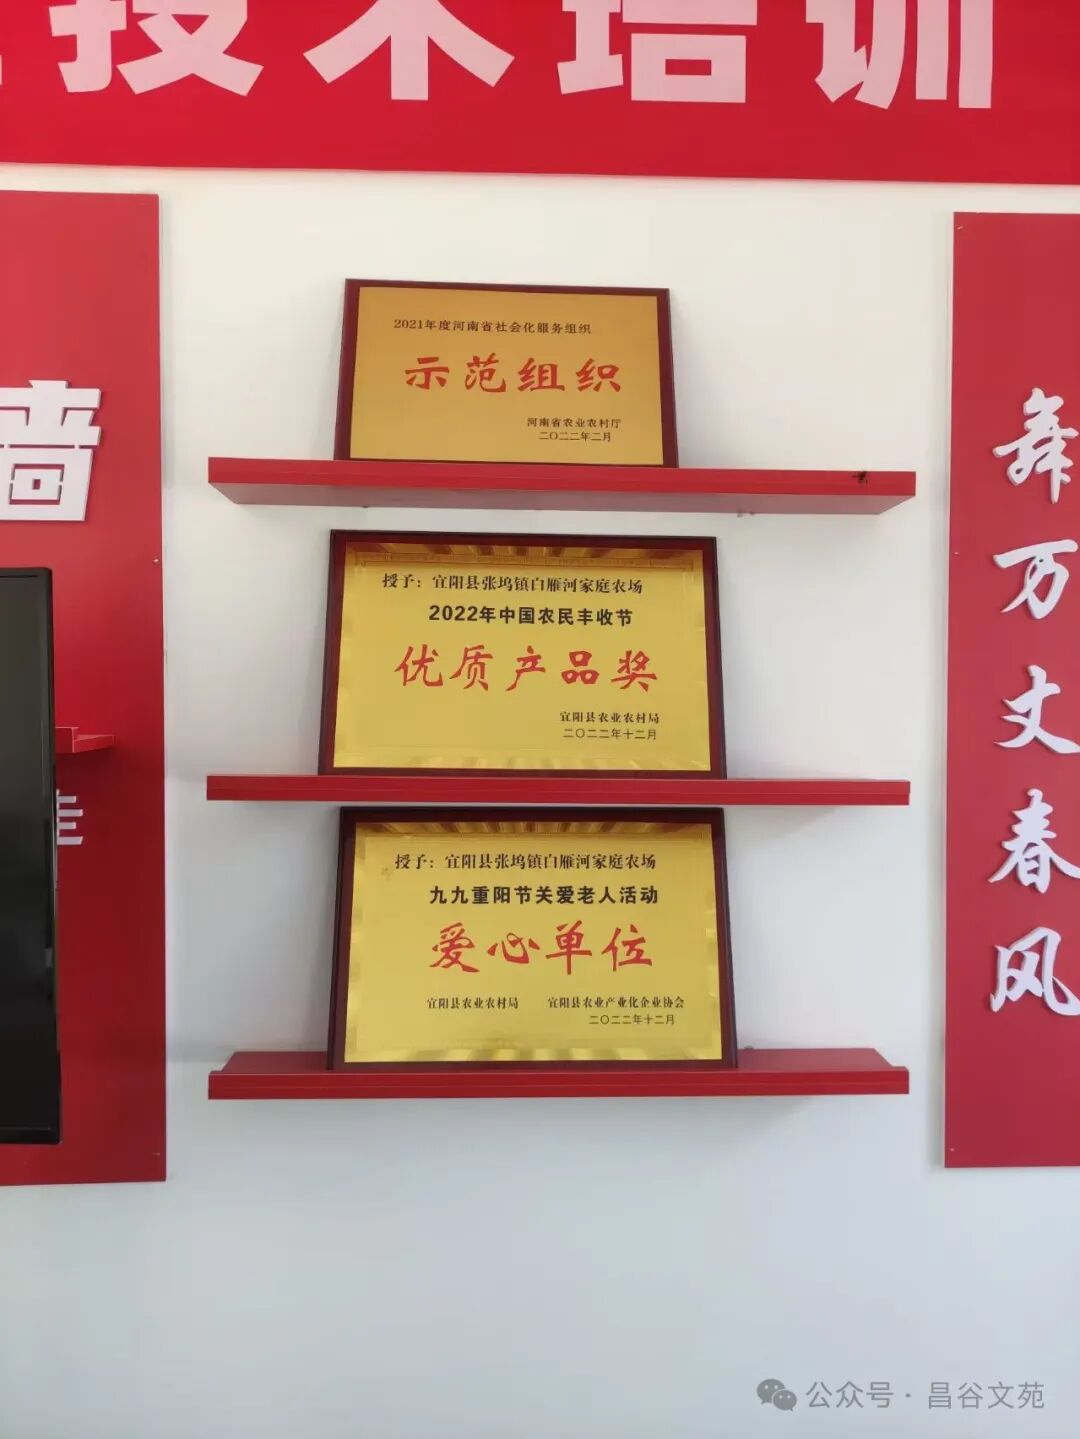 技术培训
墙
2021年度河南省社会化服务组织
示范组织
河南省农业农村厅
二〇二二年二月
授予：宜阳县张坞镇白雁河家庭农场
2022年中国农民丰收节
优质产品奖
宜阳县农业农村局
二〇二二年十二月
授予：宜阳县张坞镇白雁河家庭农场
九九重阳节关爱老人活动
爱心单位
宜阳县农业农村局 宜阳县农业产业化企业协会
二〇二二年十二月
舞万丈春风
公众号·昌谷文苑